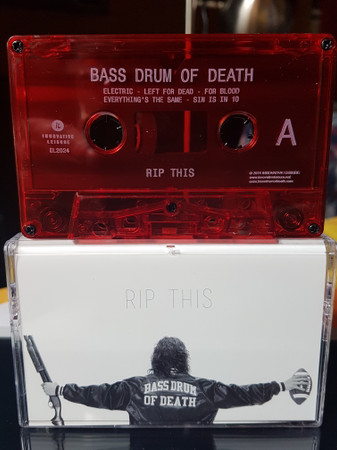 BASS DRUM OF DEATH
ELECTRIC - LEFT FOR DEAD - FOR BLOOD
EVERYTHING'S THE SAME - SIN IS IN 10
INNOVATIVE
LEISURE
EL2024
A
RIP THIS
RIP THIS
BASS DRUM
OF DEATH